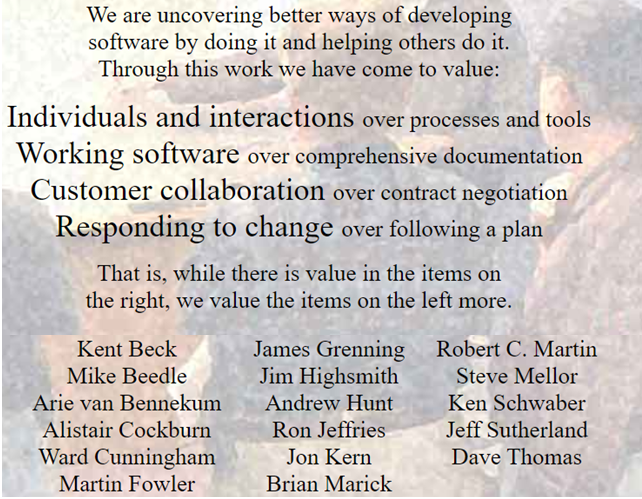 We are uncovering better ways of developing
software by doing it and helping others do it.
Through this work we have come to value:
Individuals and interactions over processes and tools
Working software over comprehensive documentation
Customer collaboration over contract negotiation
Responding to change over following a plan
That is, while there is value in the items on
the right, we value the items on the left more.
Kent Beck
Mike Beedle
Arie van Bennekum
Alistair Cockburn
Ward Cunningham
Martin Fowler
James Grenning
Jim Highsmith
Andrew Hunt
Ron Jeffries
Jon Kern
Brian Marick
Robert C. Martin
Steve Mellor
Ken Schwaber
Jeff Sutherland
Dave Thomas